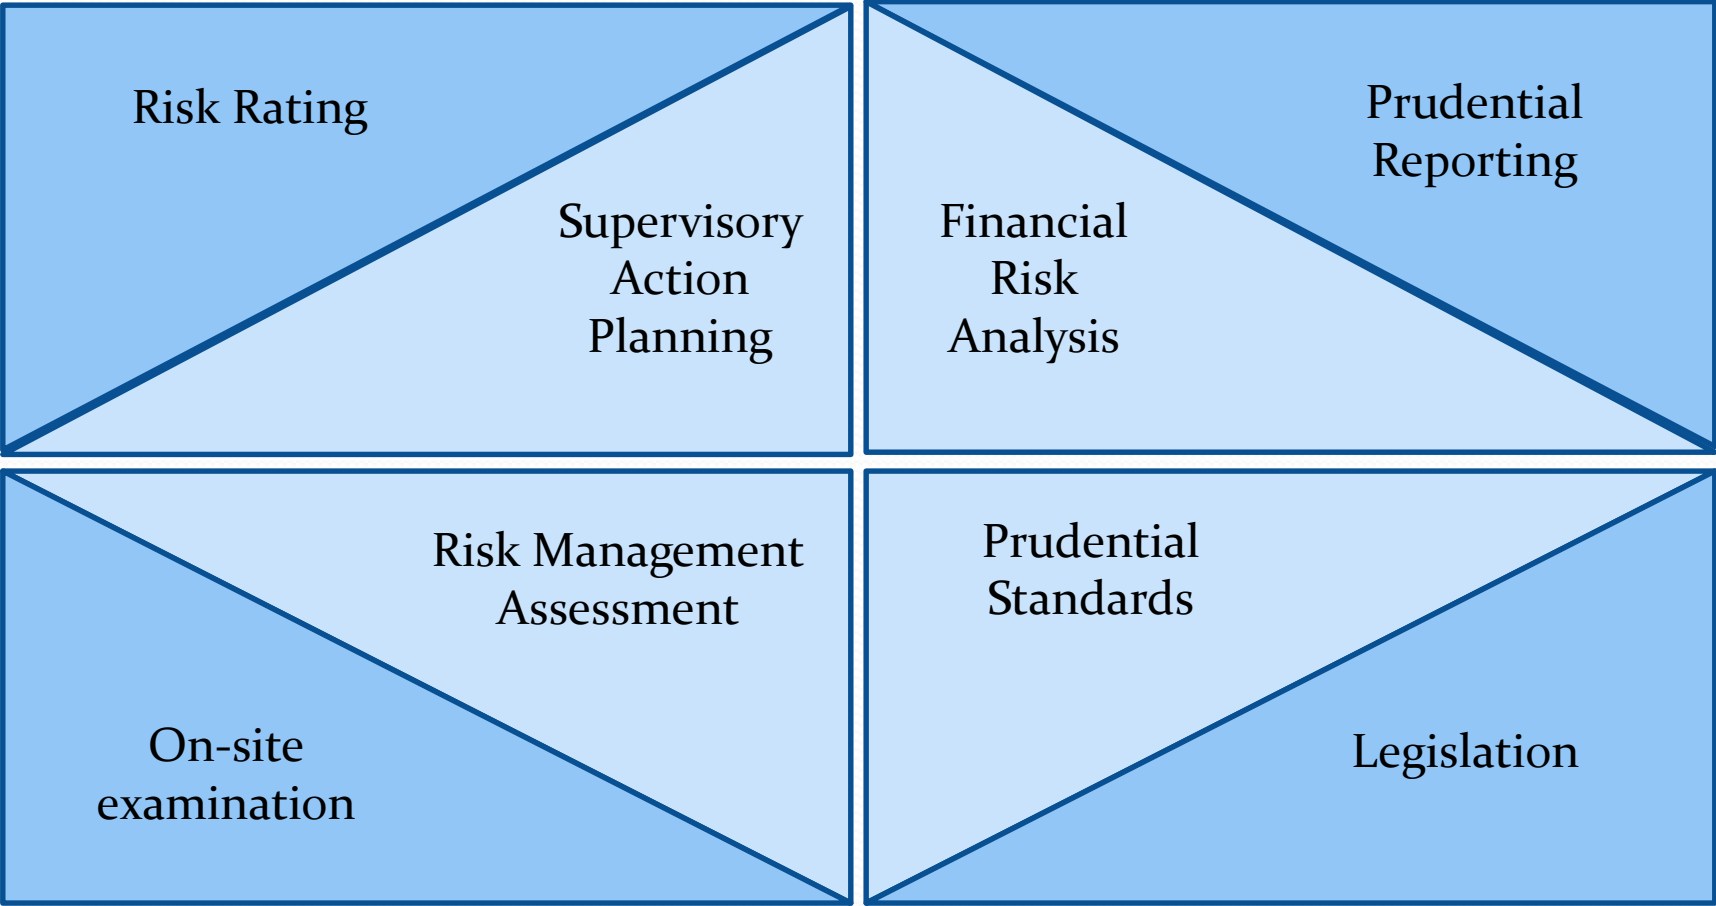 Risk Rating
Supervisory
Action
Planning
Prudential
Reporting
Financial
Risk
Analysis
Risk Management
Assessment
On-site
examination
Prudential
Standards
Legislation